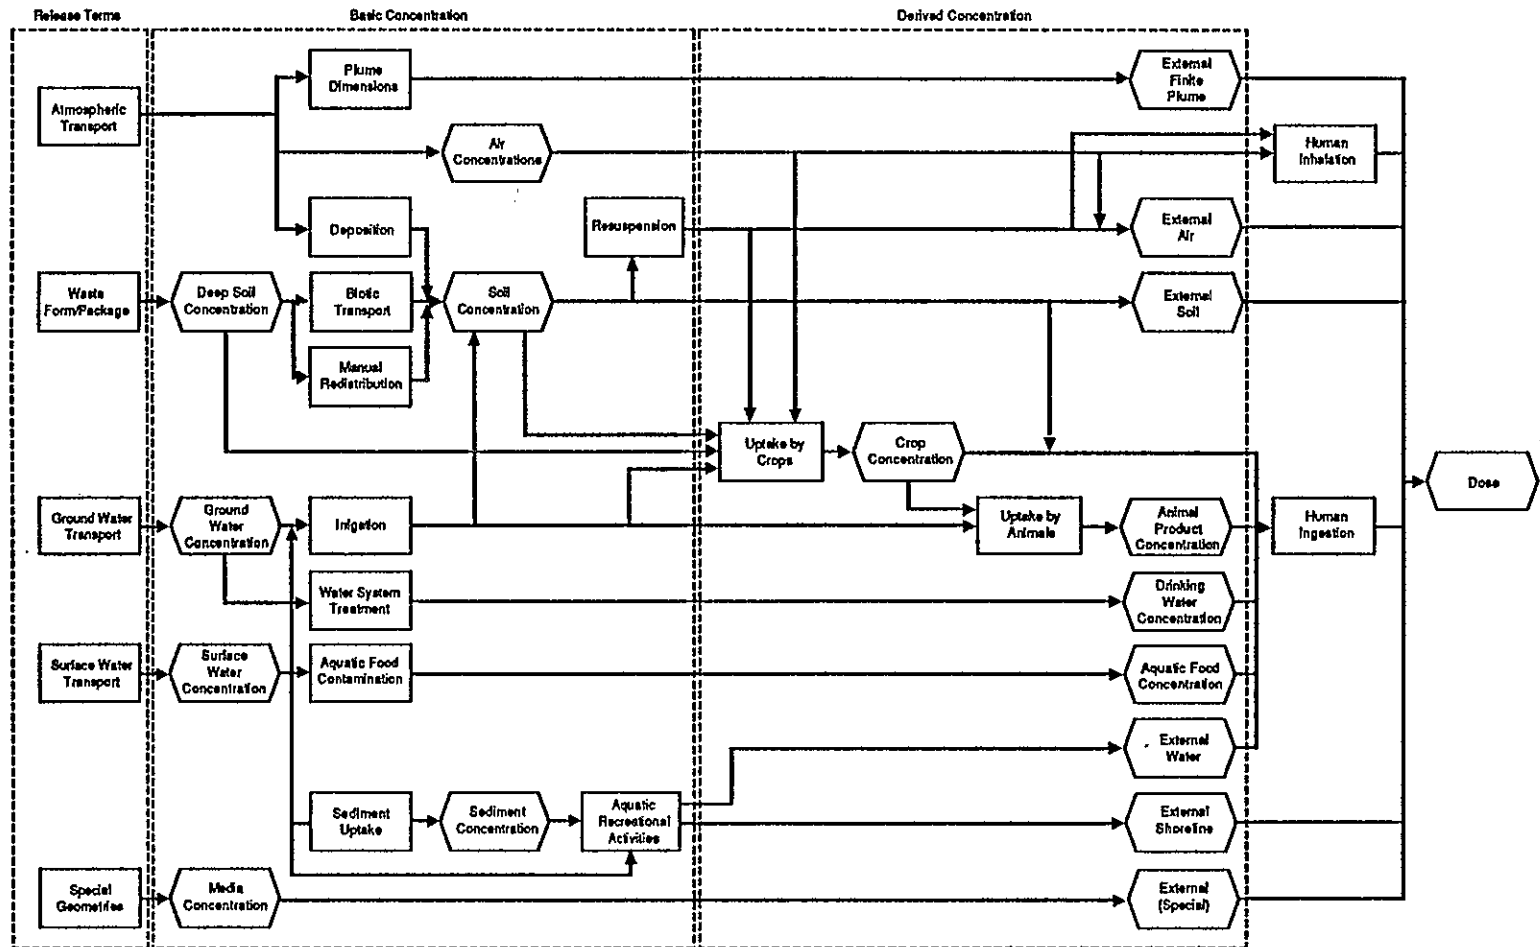 Release Terms
Basic Concentration
Derived Concentration
Plume
Dimensions
External
Finite
Plume
Atmospheric
Transport
Air
Concentrations
Human
Inhalation
Deposition
Resuspension
External
Air
Waste
Form/Package
Deep Soil
Concentration
Biotic
Transport
Soil
Concentration
External
Soil
Manual
Redistribution
Uptake by
Crops
Crop
Concentration
Dose
Ground Water
Transport
Ground
Water
Concentration
Irrigation
Uptake by
Animals
Animal
Product
Concentration
Human
Ingestion
Water System
Treatment
Drinking
Water
Concentration
Surface Water
Transport
Surface
Water
Concentration
Aquatic Food
Contamination
Aquatic Food
Concentration
External
Water
Sediment
Uptake
Sediment
Concentration
Aquatic
Recreational
Activities
External
Shoreline
Special
Geometries
Media
Concentration
External
(Special)